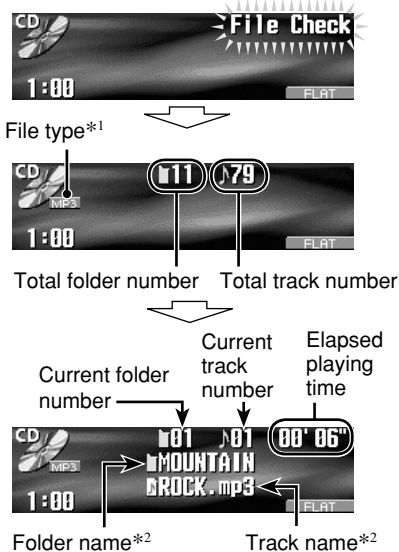 CD
File Check
1:00
FLAT
File type*1
CD
MP3
11
79
1:00
FLAT
Total folder number Total track number
Current folder number
Current track number
Elapsed playing time
CD
MP3
01 01 00'06"
MOUNTAIN
ROCK.mp3
1:00
FLAT
Folder name*2 Track name*2